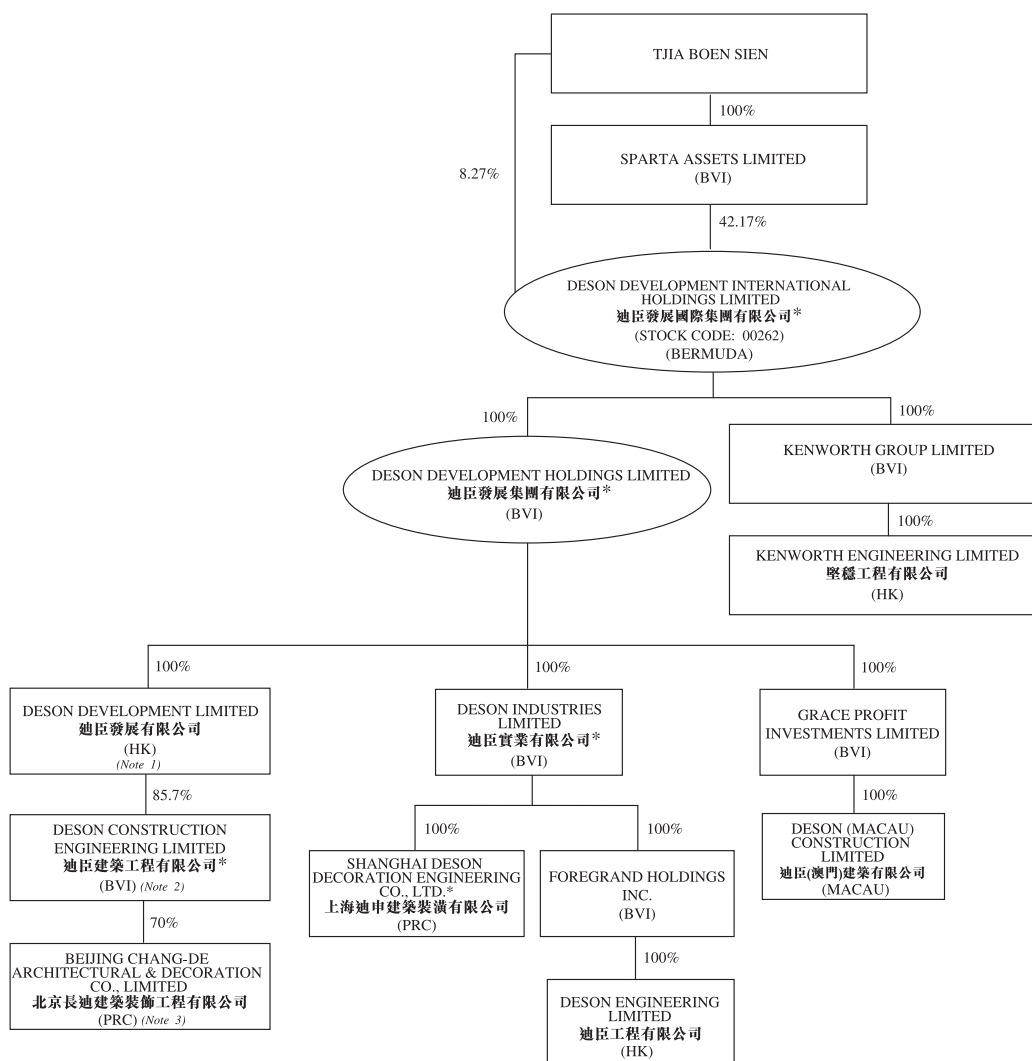 TJIA BOEN SIEN
100%
SPARTA ASSETS LIMITED
(BVI)
8.27%
42.17%
DESON DEVELOPMENT INTERNATIONAL
HOLDINGS LIMITED
迪臣發展國際集團有限公司*
(STOCK CODE: 00262)
(BERMUDA)
100%
100%
DESON DEVELOPMENT HOLDINGS LIMITED
迪臣發展集團有限公司*
(BVI)
KENWORTH GROUP LIMITED
(BVI)
100%
KENWORTH ENGINEERING LIMITED
堅穩工程有限公司
(HK)
100%
100%
100%
DESON DEVELOPMENT LIMITED
迪臣發展有限公司
(HK)
(Note 1)
DESON INDUSTRIES
LIMITED
迪臣實業有限公司*
(BVI)
GRACE PROFIT
INVESTMENTS LIMITED
(BVI)
85.7%
100%
100%
100%
DESON CONSTRUCTION
ENGINEERING LIMITED
迪臣建築工程有限公司*
(BVI) (Note 2)
SHANGHAI DESON
DECORATION ENGINEERING
CO., LTD.*
上海迪申建築裝潢有限公司
(PRC)
FOREGRAND HOLDINGS
INC.
(BVI)
DESON (MACAU)
CONSTRUCTION
LIMITED
迪臣(澳門)建築有限公司
(MACAU)
70%
100%
BEIJING CHANG-DE
ARCHITECTURAL & DECORATION
CO., LIMITED
北京長迪建築裝飾工程有限公司
(PRC) (Note 3)
DESON ENGINEERING
LIMITED
迪臣工程有限公司
(HK)